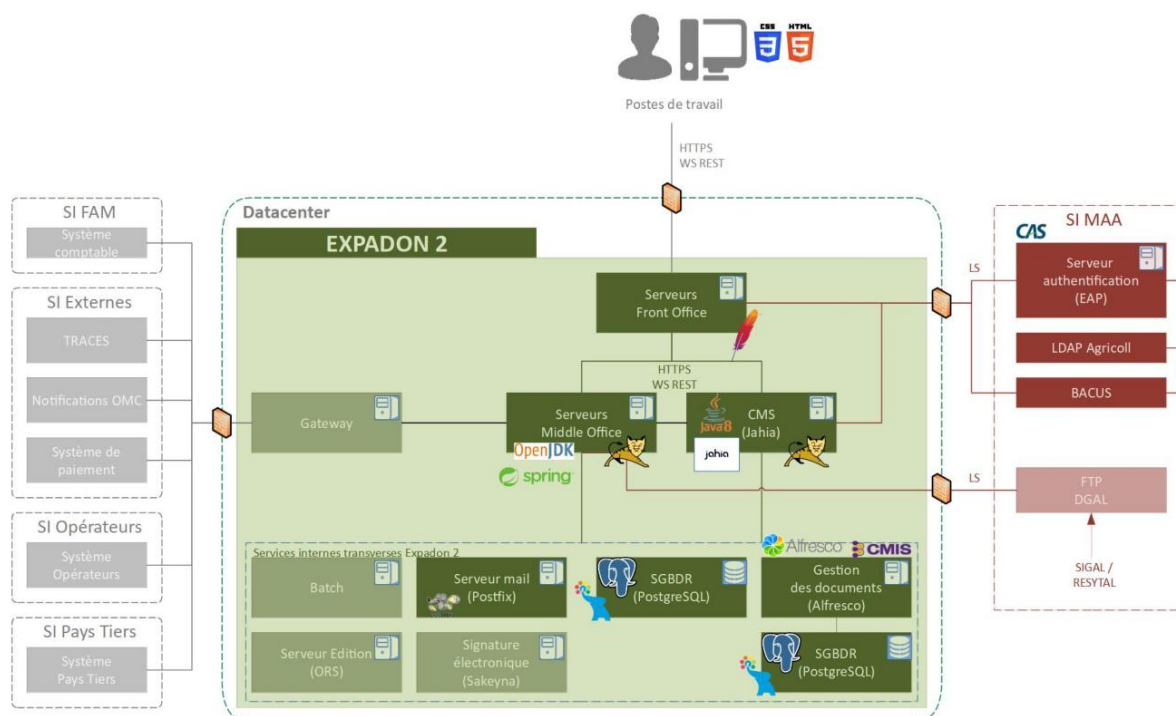 CSS
HTML
Postes de travail
HTTPS
WS REST
SI FAM
Système
comptable
SI Externes
TRACES
Notifications OMC
Système de
paiement
SI Opérateurs
Système
Opérateurs
SI Pays Tiers
Système
Pays Tiers
Datacenter
EXPADON 2
Serveurs
Front Office
HTTPS
WS REST
Gateway
Serveurs
Middle Office
OpenJDK
spring
CMS
(Jahia)
Java8
jahia
Services internes transverses Expadon 2
Batch
Serveur mail
(Postfix)
SGBDR
(PostgreSQL)
Alfresco
CMIS
Gestion
des documents
(Alfresco)
Serveur Edition
(ORS)
Signature
électronique
(Sakeyna)
SGBDR
(PostgreSQL)
LS
LS
CAS
SI MAA
Serveur
authentification
(EAP)
LDAP Agricoll
BACUS
FTP
DGAL
SIGAL /
RESYTAL